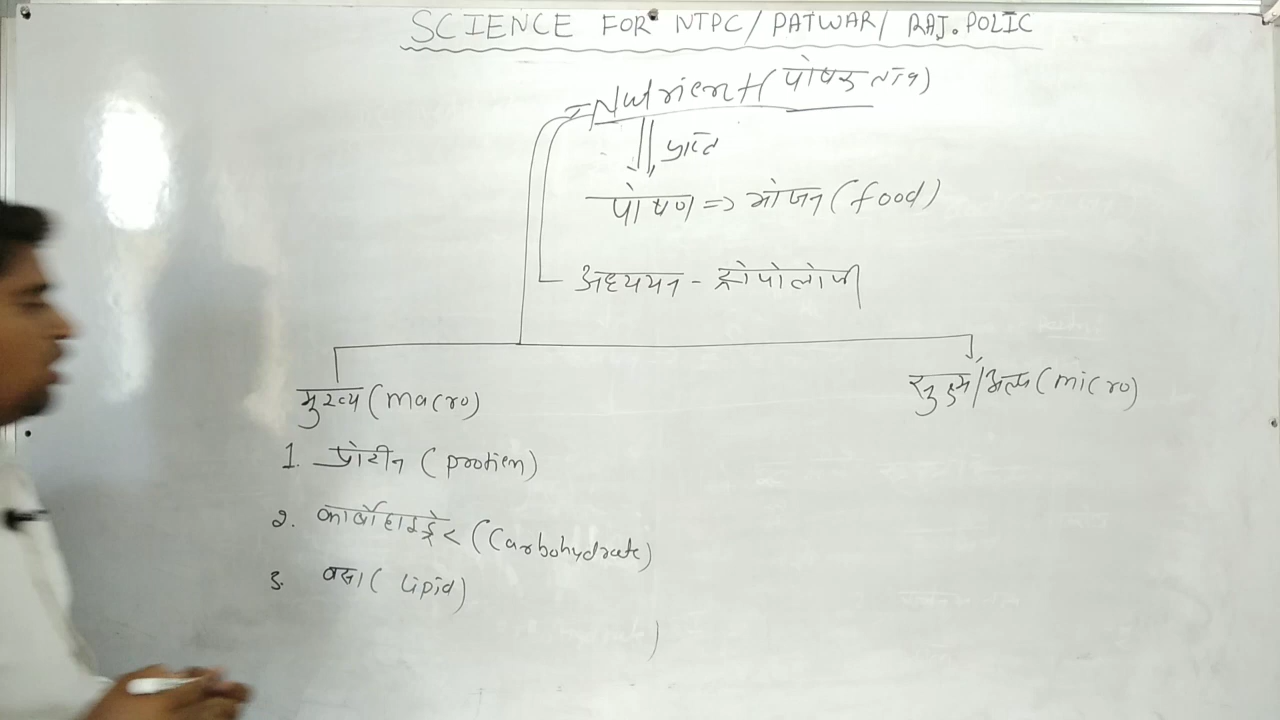 SCIENCE FOR NTPC/PATWAR/ RAJ.POLIC
Nutrient (पोषक तत्व)
प्राप्त
पोषण => भोजन (food)
अध्ययन - ट्रोपोलोजी
मुख्य (macro)
सुक्ष्म/अल्प (micro)
1. प्रोटीन (protien)
2. कार्बोहाइड्रेट (Carbohydrate)
3. वसा (Lipid)